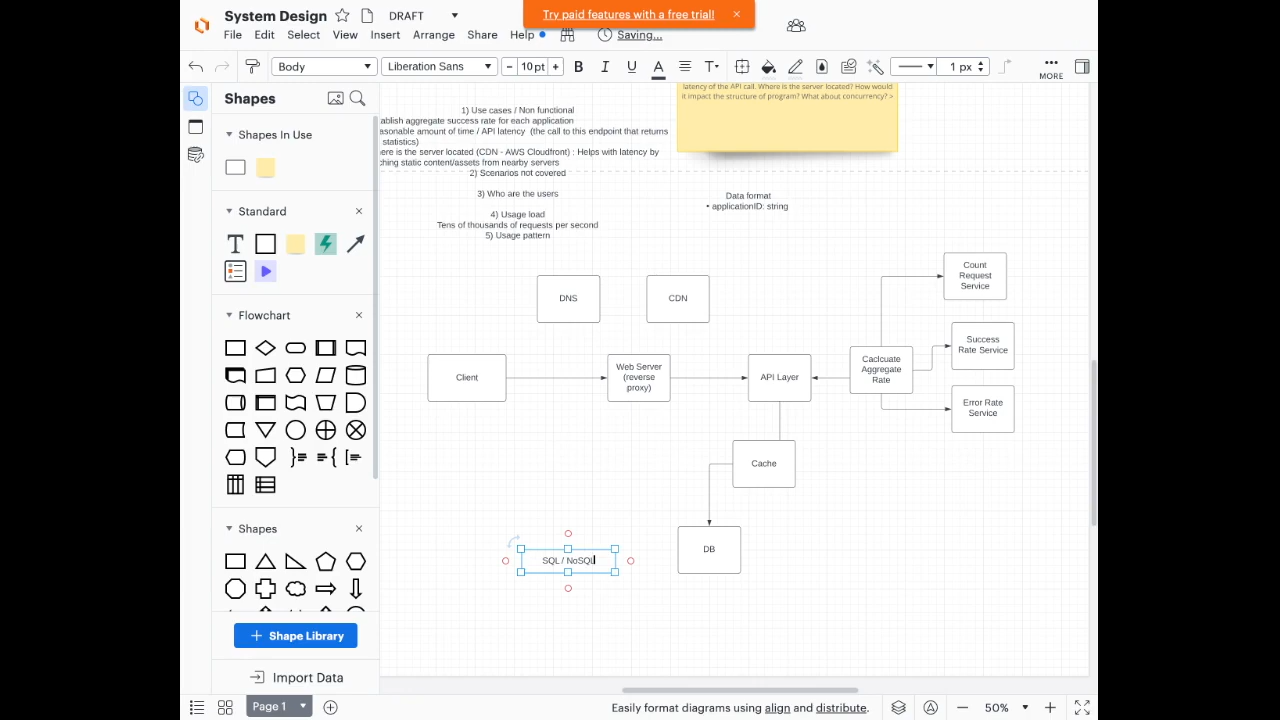 System Design
DRAFT
Try paid features with a free trial!
File Edit Select View Insert Arrange Share Help
Saving...
Body
Liberation Sans
10 pt
1 px
MORE
Shapes
Shapes In Use
Standard
Flowchart
Shapes
Shape Library
Import Data
latency of the API call. Where is the server located? How would
it impact the structure of program? What about concurrency? >
1) Use cases / Non functional
ablish aggregate success rate for each application
asonable amount of time / API latency (the call to this endpoint that returns
statistics)
ere is the server located (CDN - AWS Cloudfront) : Helps with latency by
ching static content/assets from nearby servers
2) Scenarios not covered
3) Who are the users
4) Usage load
Tens of thousands of requests per second
5) Usage pattern
Data format
• applicationID: string
DNS
CDN
Count
Request
Service
Client
Web Server
(reverse
proxy)
API Layer
Caclcuate
Aggregate
Rate
Success
Rate Service
Error Rate
Service
Cache
DB
SQL / NoSQL
Page 1
Easily format diagrams using align and distribute.
50%